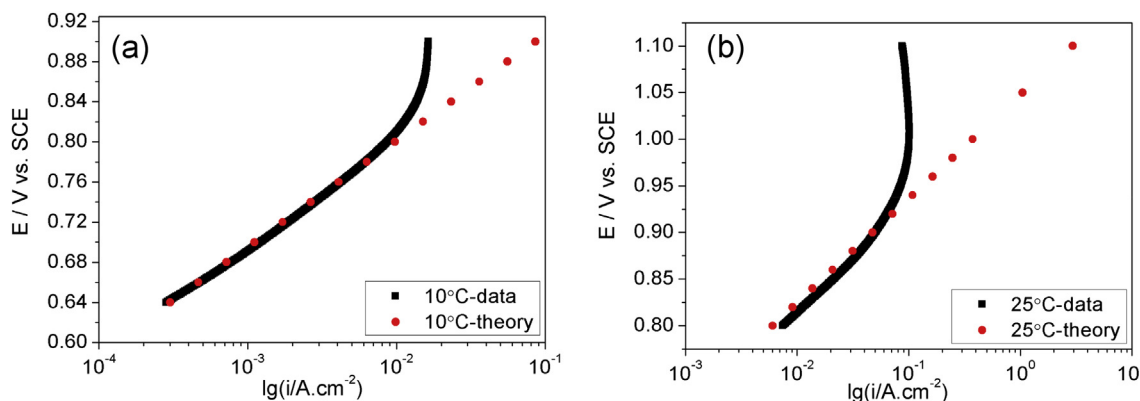 (a)
E / V vs. SCE
0.92
0.88
0.84
0.80
0.76
0.72
0.68
0.64
0.60
10°C-data
10°C-theory
10⁻⁴ 10⁻³ 10⁻² 10⁻¹
lg(i/A.cm⁻²)
(b)
E / V vs. SCE
1.10
1.05
1.00
0.95
0.90
0.85
0.80
25°C-data
25°C-theory
10⁻³ 10⁻² 10⁻¹ 10⁰ 10
lg(i/A.cm⁻²)